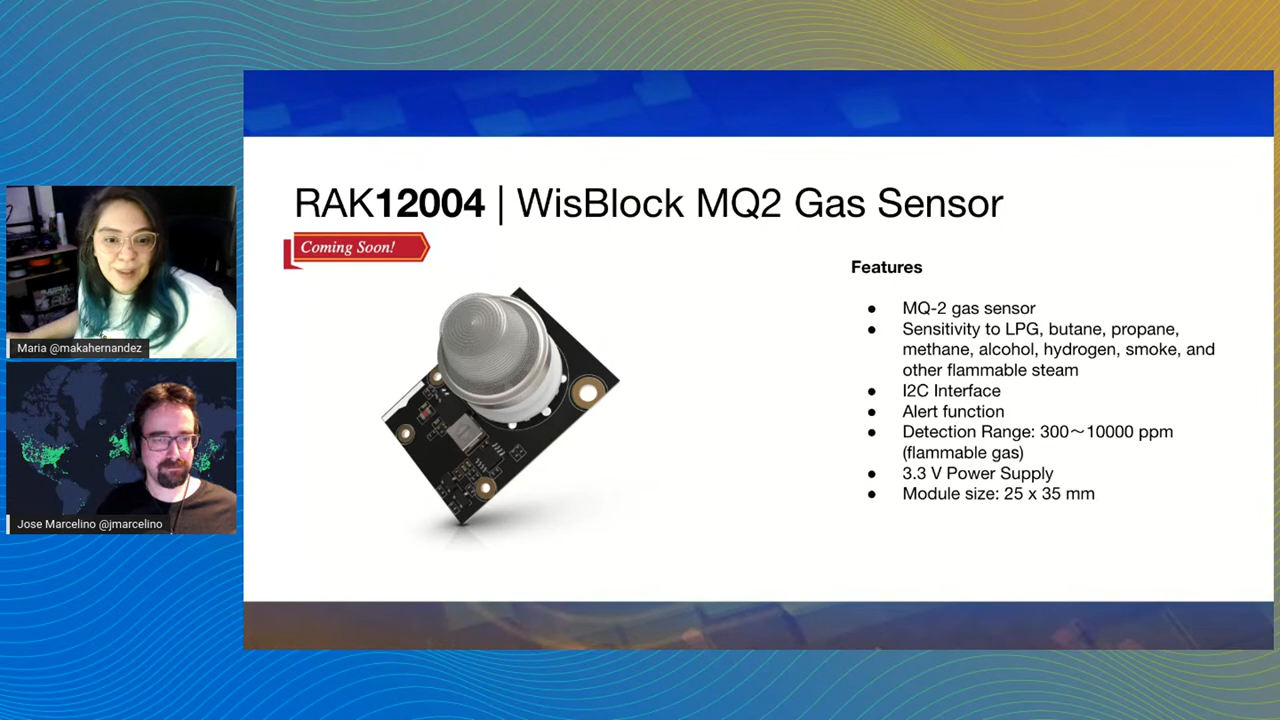 RAK12004 | WisBlock MQ2 Gas Sensor
Coming Soon!
Features
● MQ-2 gas sensor
● Sensitivity to LPG, butane, propane,
methane, alcohol, hydrogen, smoke, and
other flammable steam
● I2C Interface
● Alert function
● Detection Range: 300～10000 ppm
(flammable gas)
● 3.3 V Power Supply
● Module size: 25 x 35 mm
Maria @makahernandez
Jose Marcelino @jmarcelino